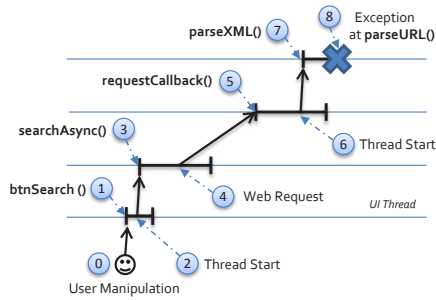 8 Exception
parseXML() 7 at parseURL()
requestCallback() 5
6 Thread Start
searchAsync() 3
4 Web Request
btnSearch () 1
UI Thread
0 2 Thread Start
User Manipulation